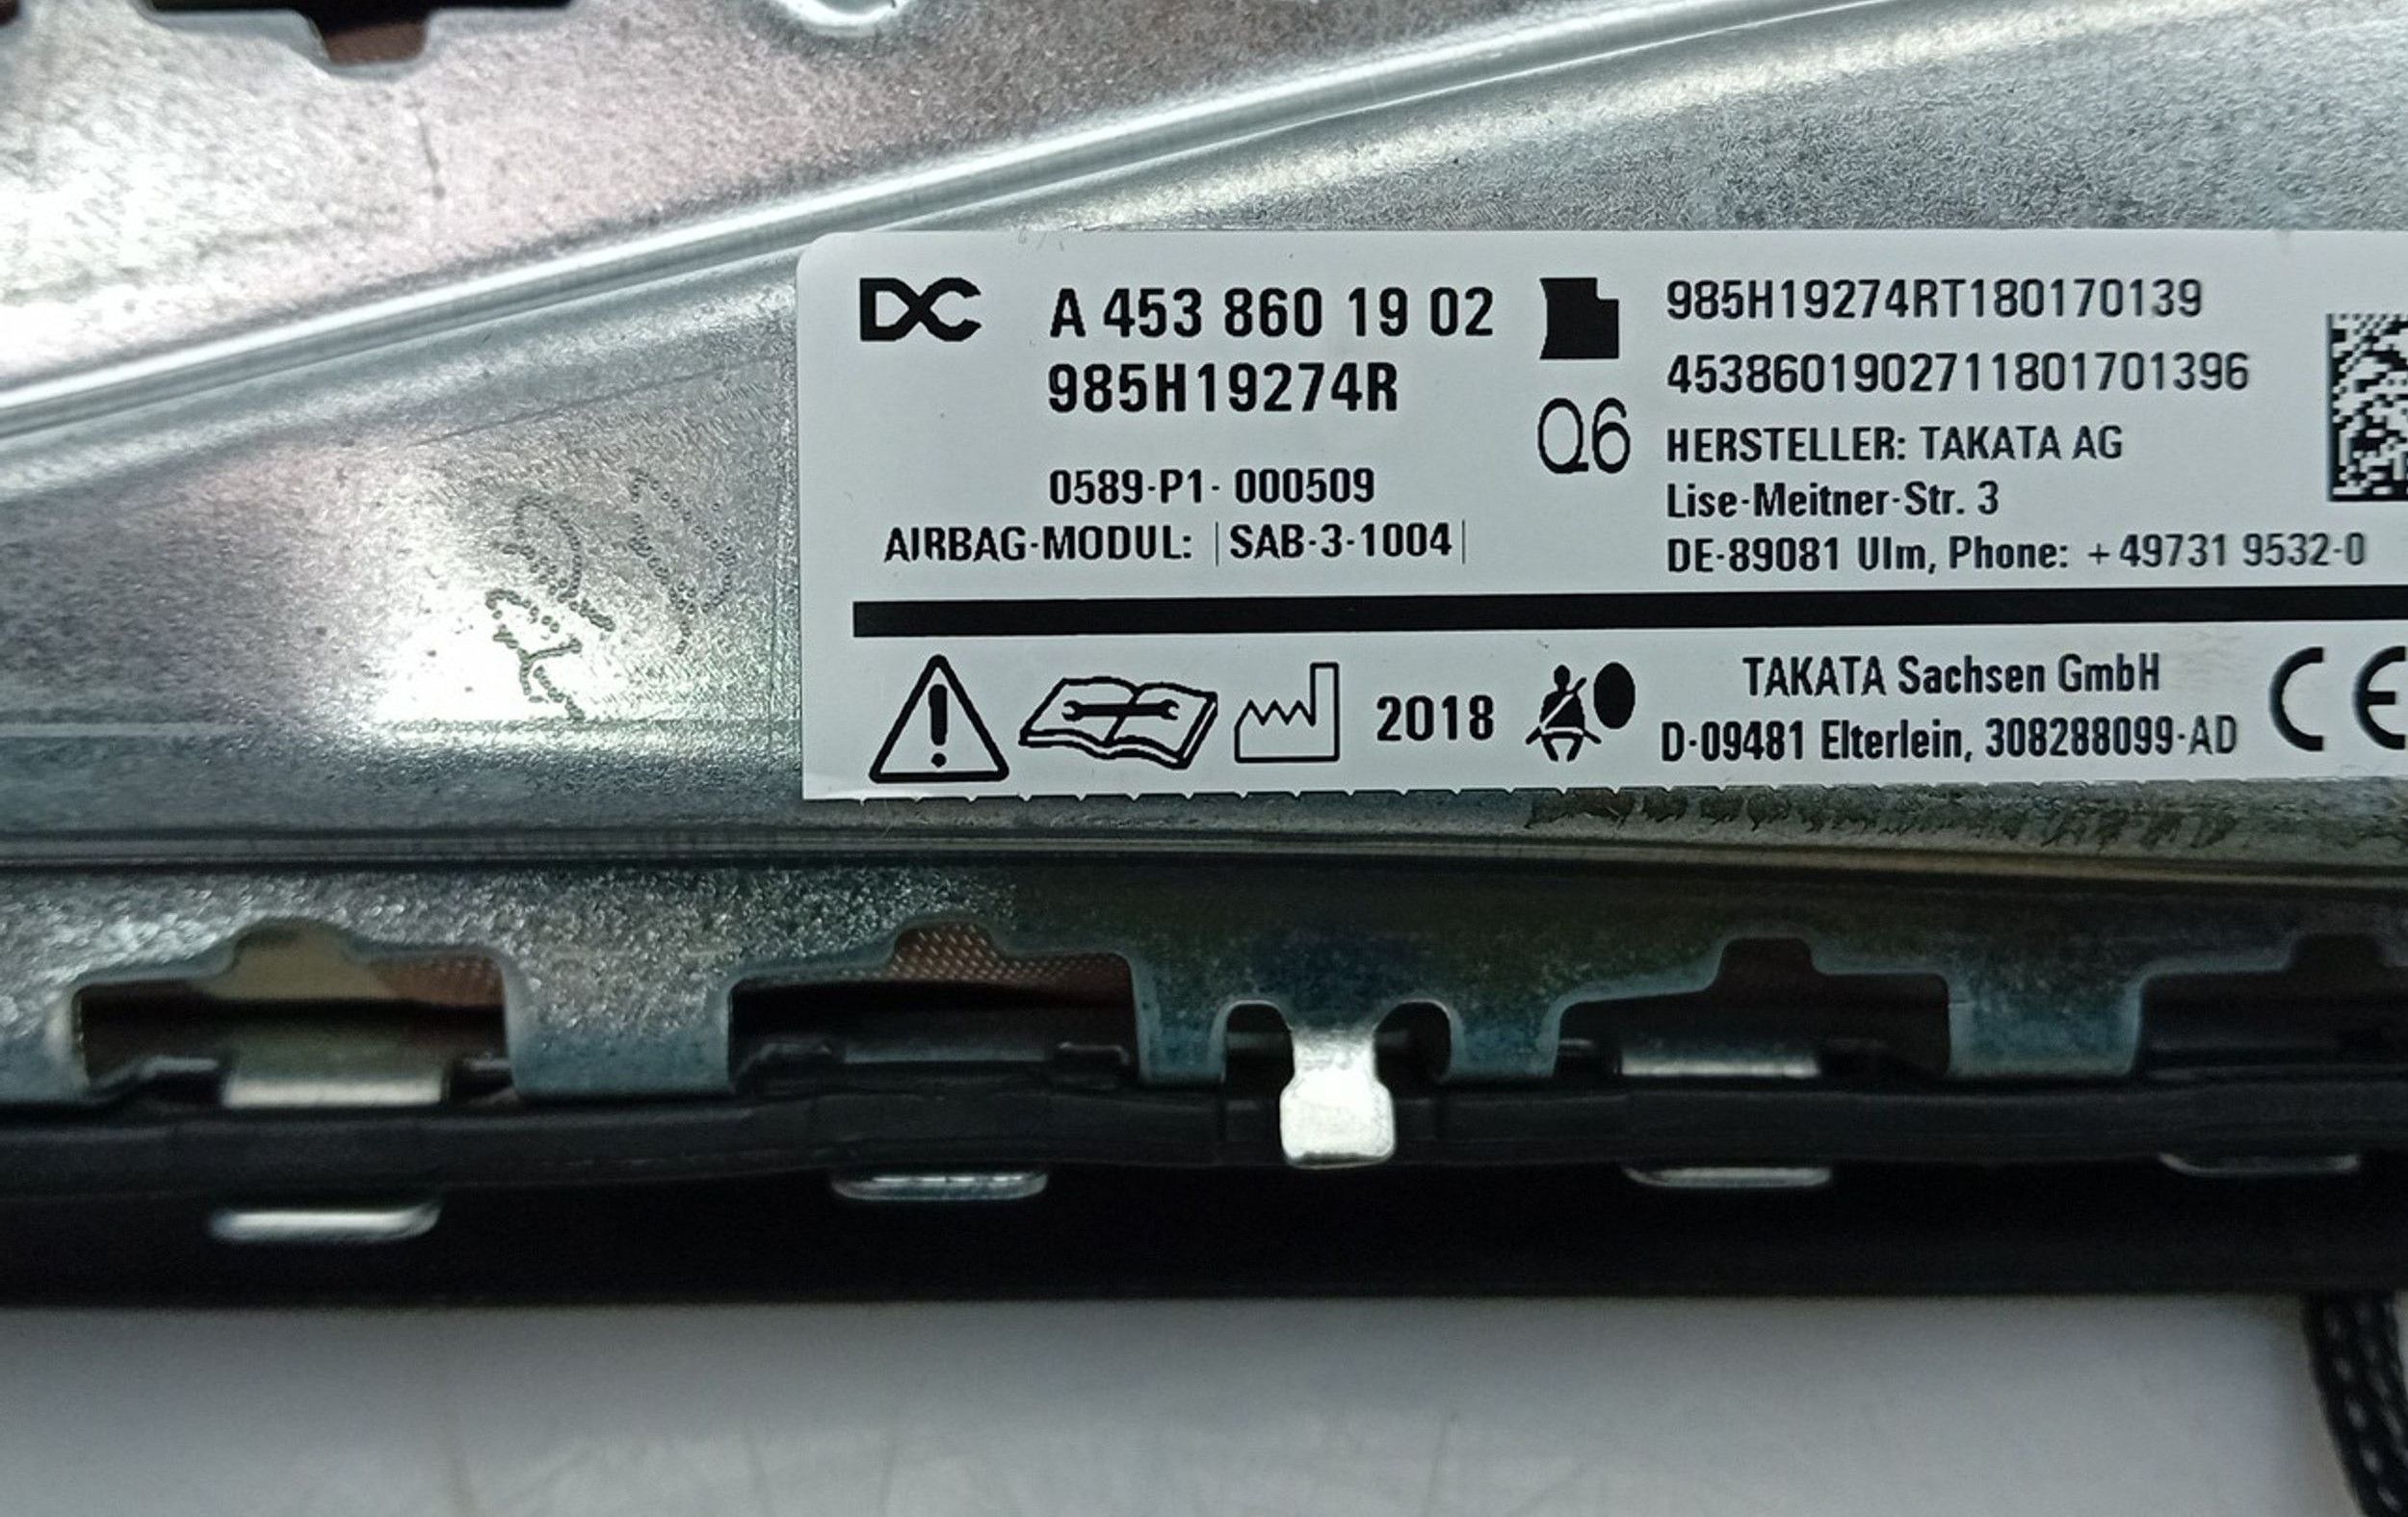 DC A 453 860 19 02
985H19274R
0589-P1- 000509
AIRBAG-MODUL: |SAB-3-1004|
985H19274RT180170139
4538601902711801701396
Q6
HERSTELLER: TAKATA AG
Lise-Meitner-Str. 3
DE-89081 Ulm, Phone: +49731 9532-0
2018
TAKATA Sachsen GmbH
D-09481 Elterlein, 308288099-AD
CE